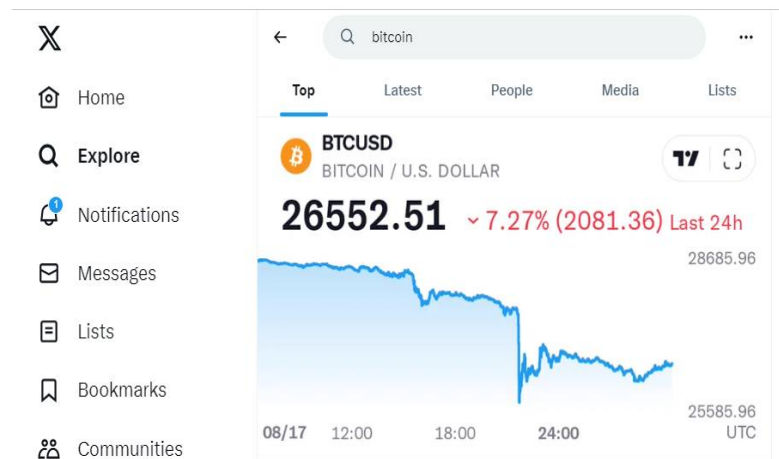 X
Home
Explore
1
Notifications
Messages
Lists
Bookmarks
Communities
bitcoin
Top Latest People Media Lists
BTCUSD
BITCOIN / U.S. DOLLAR
26552.51 7.27% (2081.36) Last 24h
28685.96
25585.96
08/17 12:00 18:00 24:00 UTC